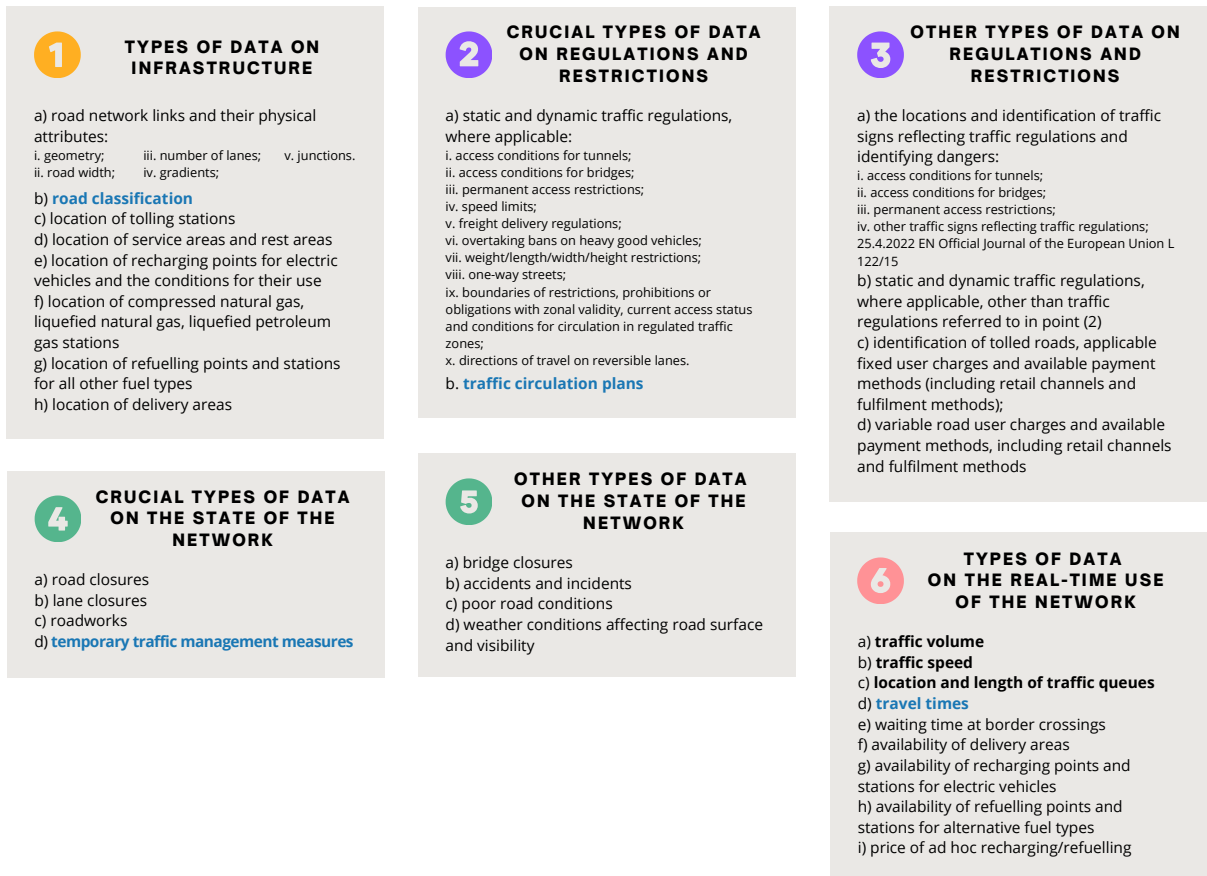 1
TYPES OF DATA ON
INFRASTRUCTURE
a) road network links and their physical
attributes:
i. geometry; iii. number of lanes; v. junctions.
ii. road width; iv. gradients;
b) road classification
c) location of tolling stations
d) location of service areas and rest areas
e) location of recharging points for electric
vehicles and the conditions for their use
f) location of compressed natural gas,
liquefied natural gas, liquefied petroleum
gas stations
g) location of refuelling points and stations
for all other fuel types
h) location of delivery areas
2
CRUCIAL TYPES OF DATA
ON REGULATIONS AND
RESTRICTIONS
a) static and dynamic traffic regulations,
where applicable:
i. access conditions for tunnels;
ii. access conditions for bridges;
iii. permanent access restrictions;
iv. speed limits;
v. freight delivery regulations;
vi. overtaking bans on heavy good vehicles;
vii. weight/length/width/height restrictions;
viii. one-way streets;
ix. boundaries of restrictions, prohibitions or
obligations with zonal validity, current access status
and conditions for circulation in regulated traffic
zones;
x. directions of travel on reversible lanes.
b. traffic circulation plans
3
OTHER TYPES OF DATA ON
REGULATIONS AND
RESTRICTIONS
a) the locations and identification of traffic
signs reflecting traffic regulations and
identifying dangers:
i. access conditions for tunnels;
ii. access conditions for bridges;
iii. permanent access restrictions;
iv. other traffic signs reflecting traffic regulations;
25.4.2022 EN Official Journal of the European Union L
122/15
b) static and dynamic traffic regulations,
where applicable, other than traffic
regulations referred to in point (2)
c) identification of tolled roads, applicable
fixed user charges and available payment
methods (including retail channels and
fulfilment methods);
d) variable road user charges and available
payment methods, including retail channels
and fulfilment methods
4
CRUCIAL TYPES OF DATA
ON THE STATE OF THE
NETWORK
a) road closures
b) lane closures
c) roadworks
d) temporary traffic management measures
5
OTHER TYPES OF DATA
ON THE STATE OF THE
NETWORK
a) bridge closures
b) accidents and incidents
c) poor road conditions
d) weather conditions affecting road surface
and visibility
6
TYPES OF DATA
ON THE REAL-TIME USE
OF THE NETWORK
a) traffic volume
b) traffic speed
c) location and length of traffic queues
d) travel times
e) waiting time at border crossings
f) availability of delivery areas
g) availability of recharging points and
stations for electric vehicles
h) availability of refuelling points and
stations for alternative fuel types
i) price of ad hoc recharging/refuelling